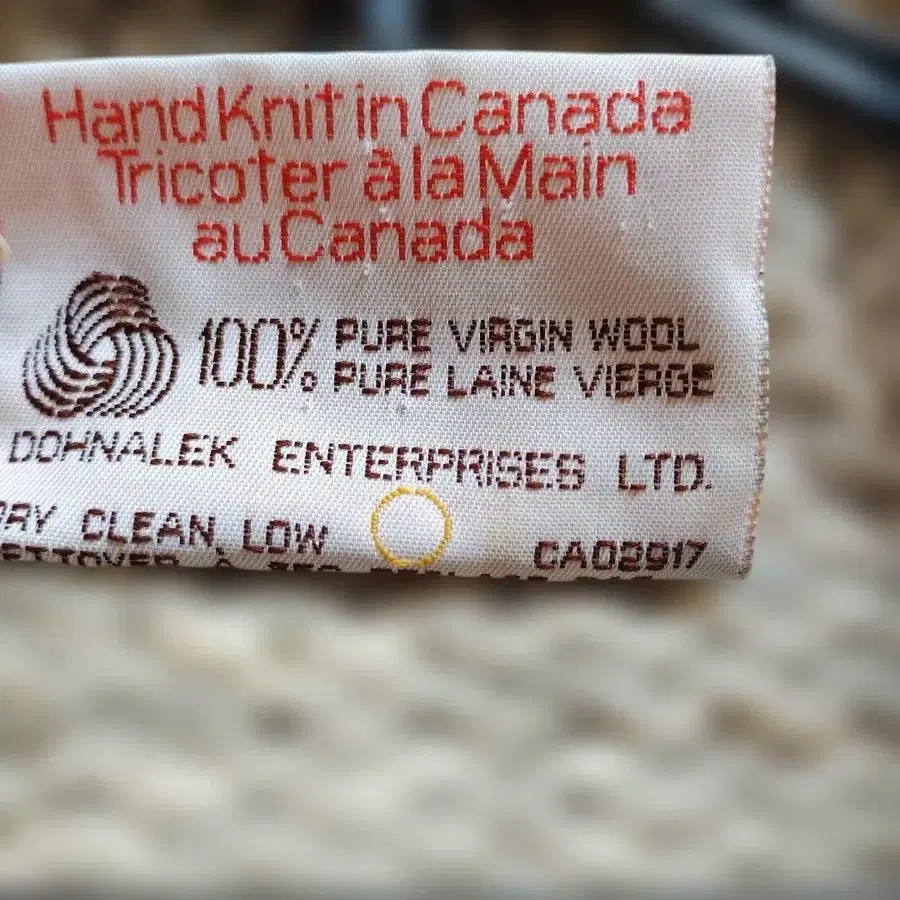 Hand Knit in Canada
Tricoter à la Main
au Canada
100% PURE VIRGIN WOOL
PURE LAINE VIERGE
DOHNALEK ENTERPRISES LTD.
CLEAN, LOW
CA02917